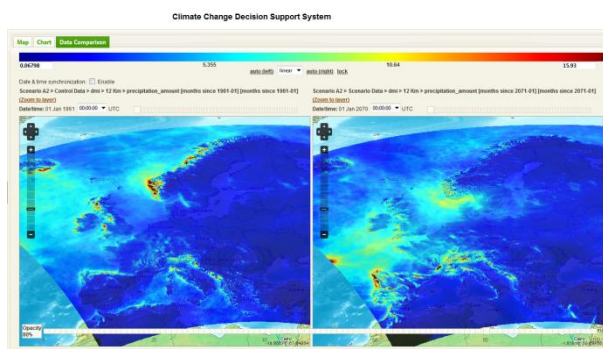 Climate Change Decision Support System
Map Chart Data Comparison
0.06798 5.355 10.64 15.93
auto (left) linear auto (right) lock
Date & time synchronization: Enable
Scenario A2 > Control Data > dmi > 12 Km > precipitation_amount [months since 1961-01] [months since 1961-01]
Scenario A2 > Scenario Data > dmi > 12 Km > precipitation_amount [months since 2071-01] [months since 2071-01]
(Zoom to layer) (Zoom to layer)
Date/time: 01 Jan 1961 00:00:00 UTC Date/time: 01 Jan 2070 00:00:00 UTC
Opacity
80%